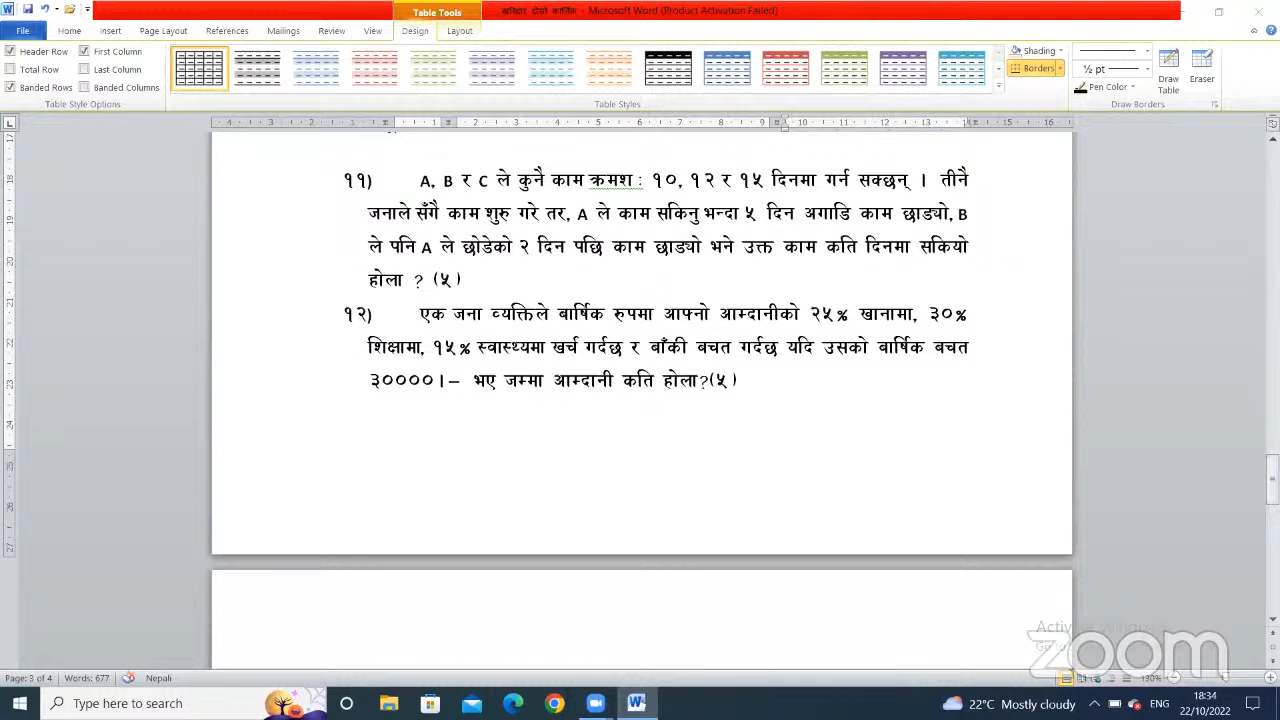 Table Tools
खरिदार दोस्रो कार्तिक - Microsoft Word (Product Activation Failed)
File Home Insert Page Layout References Mailings Review View Design Layout
Header Row First Column
Total Row Last Column
Banded Rows Banded Columns
Table Style Options
Table Styles
Shading
Borders
½ pt
Pen Color
Draw Table
Eraser
Draw Borders
११) A, B र C ले कुनै काम क्रमश: १०, १२ र १५ दिनमा गर्न सक्छन् । तीनै
जनाले सँगै काम शुरु गरे तर, A ले काम सकिनु भन्दा ५ दिन अगाडि काम छाड्यो, B
ले पनि A ले छोडेको २ दिन पछि काम छाड्यो भने उक्त काम कति दिनमा सकियो
होला ? (५)
१२) एक जना व्यक्तिले बार्षिक रुपमा आफ्नो आम्दानीको २५% खानामा, ३०%
शिक्षामा, १५% स्वास्थ्यमा खर्च गर्दछ र बाँकी बचत गर्दछ यदि उसको बार्षिक बचत
३००००।– भए जम्मा आम्दानी कति होला?(५)
Activate Windows
zoom
Page: 3 of 4 Words: 677 Nepali 180%
Type here to search
22°C Mostly cloudy ENG
18:34
22/10/2022